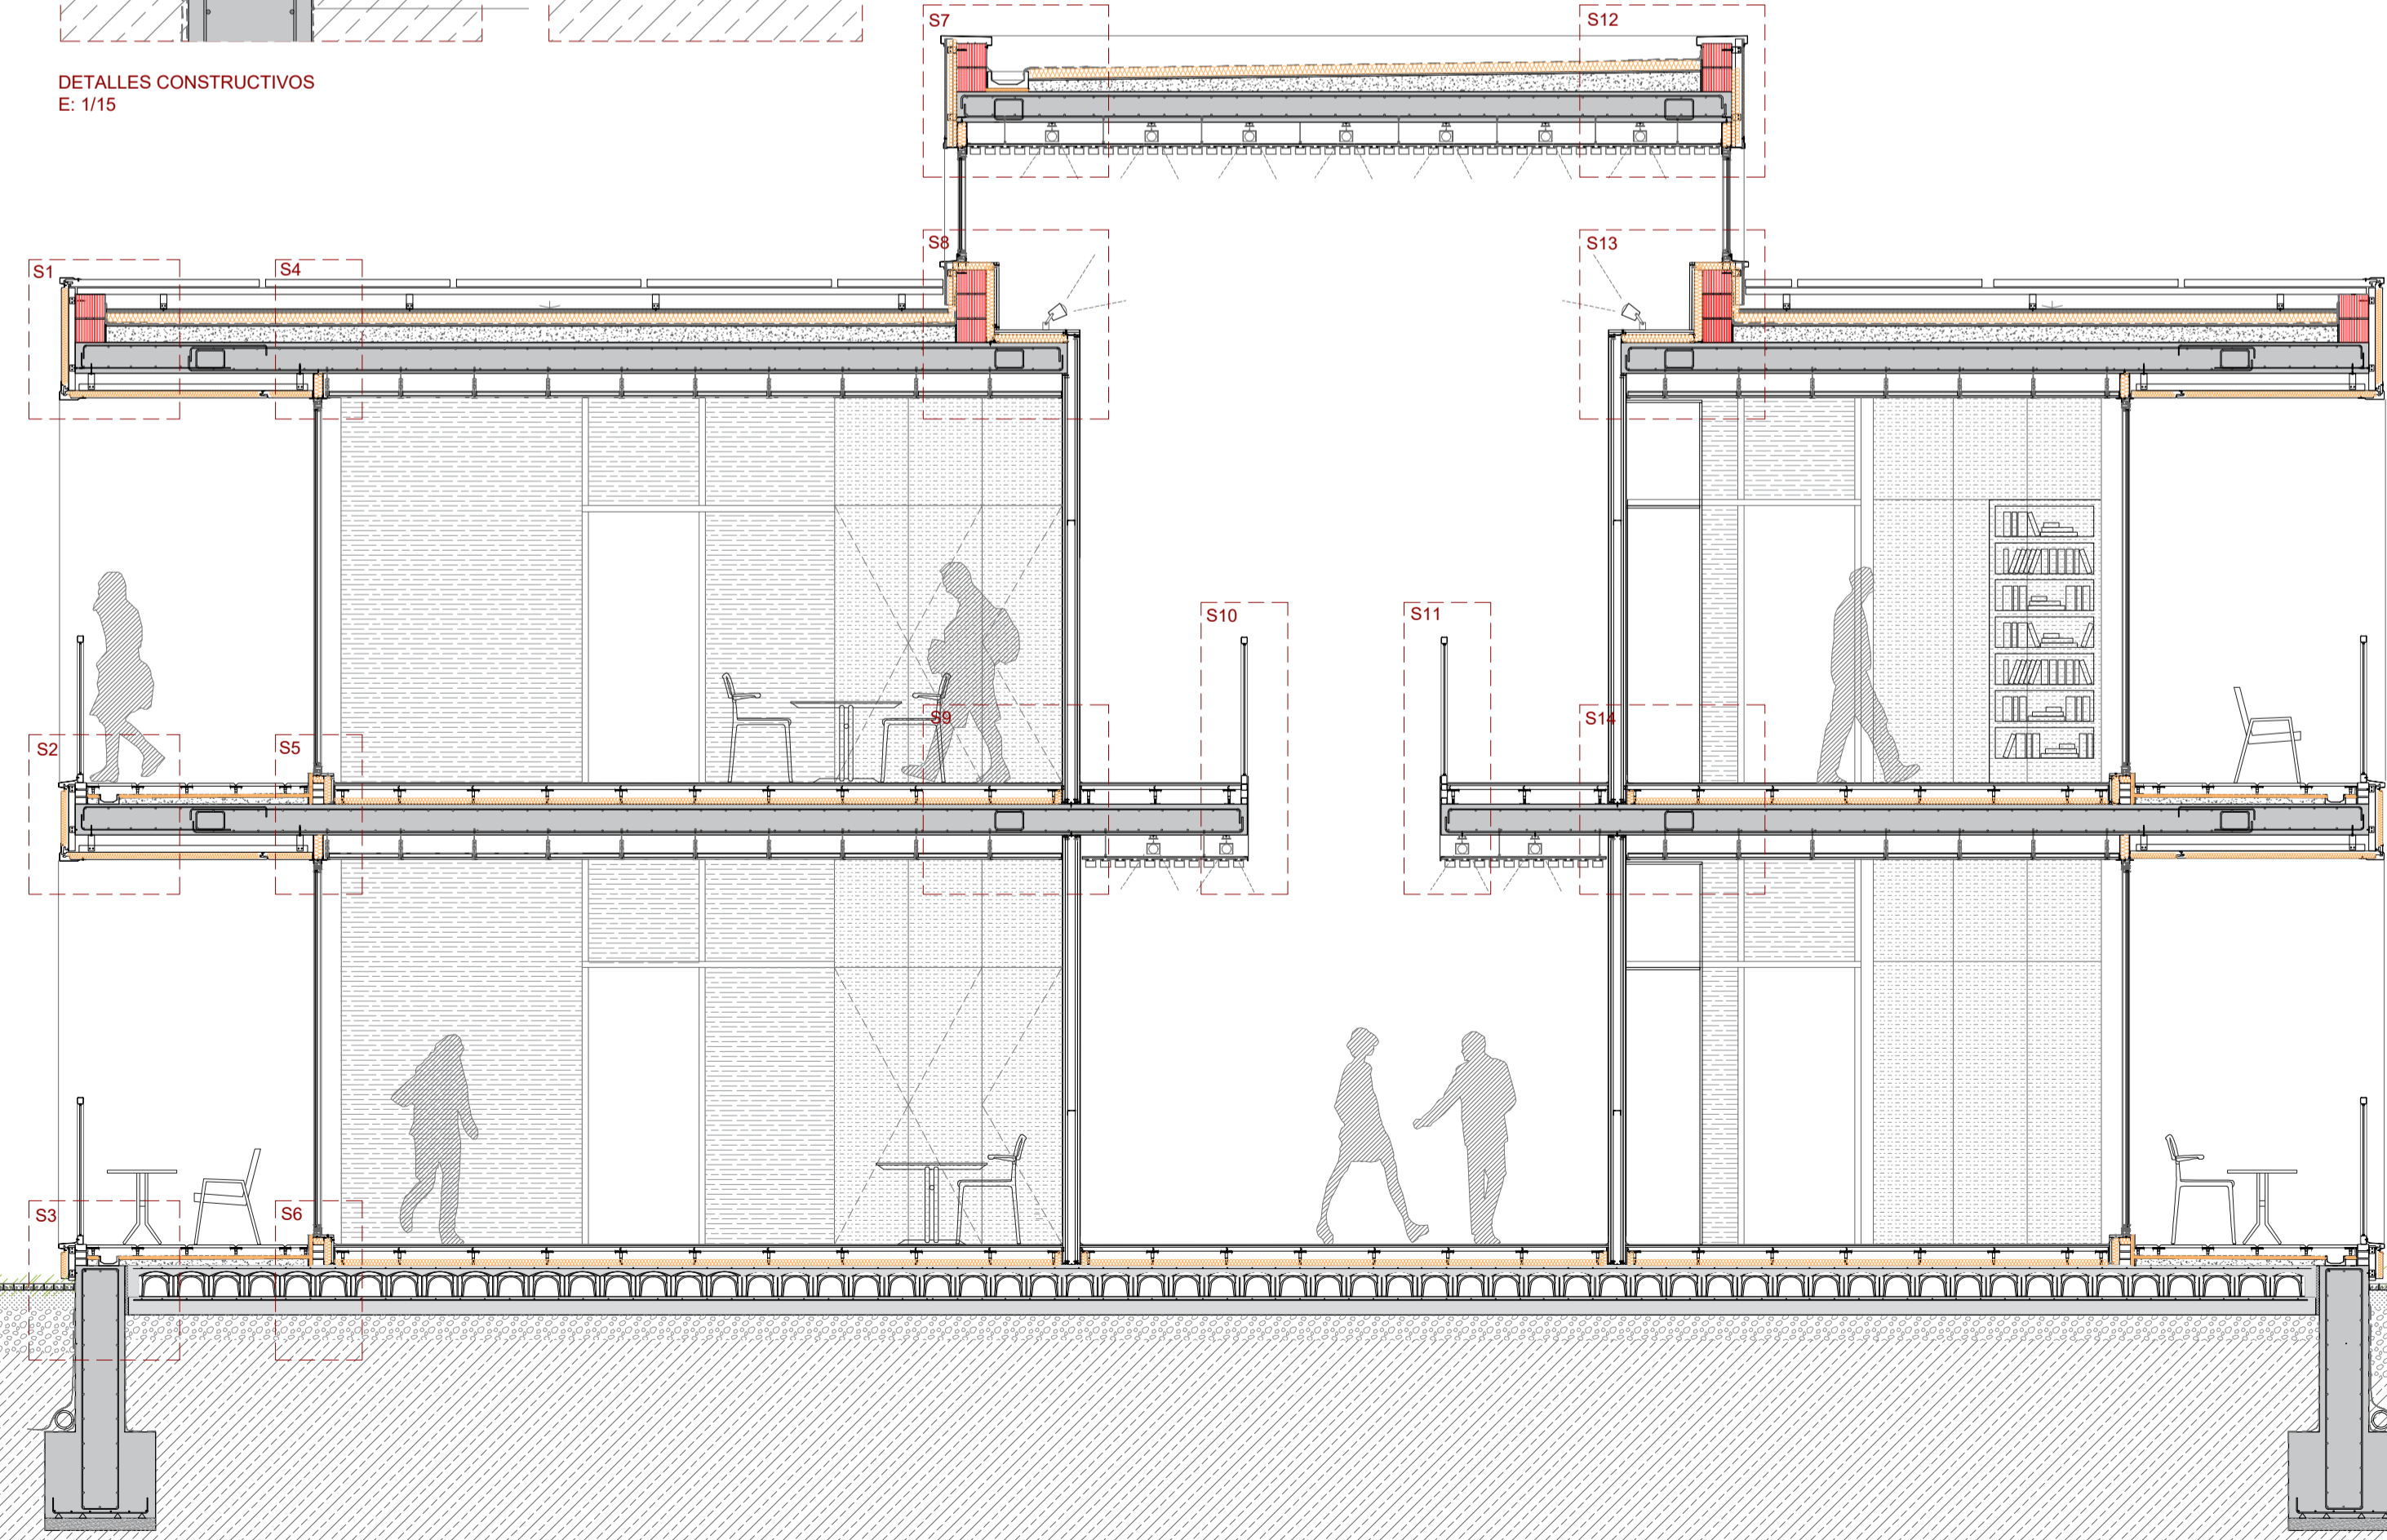 S7
S12
DETALLES CONSTRUCTIVOS
E: 1/15
S8
S13
S1
S4
S10
S11
S9
S14
S2
S5
S3
S6